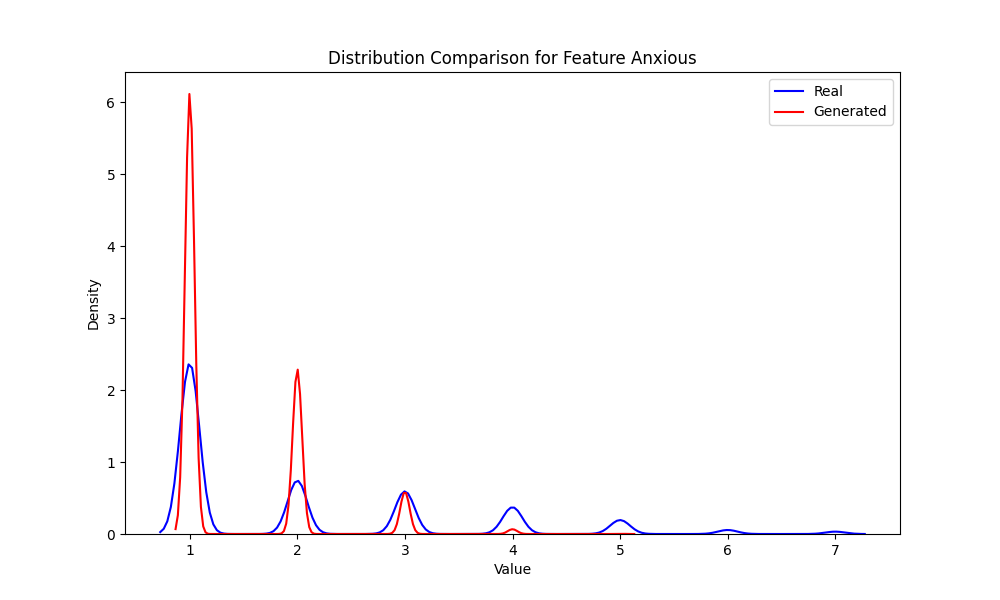 Distribution Comparison for Feature Anxious
Real
Generated
6
5
4
3
2
1
0
Density
1 2 3 4 5 6 7
Value